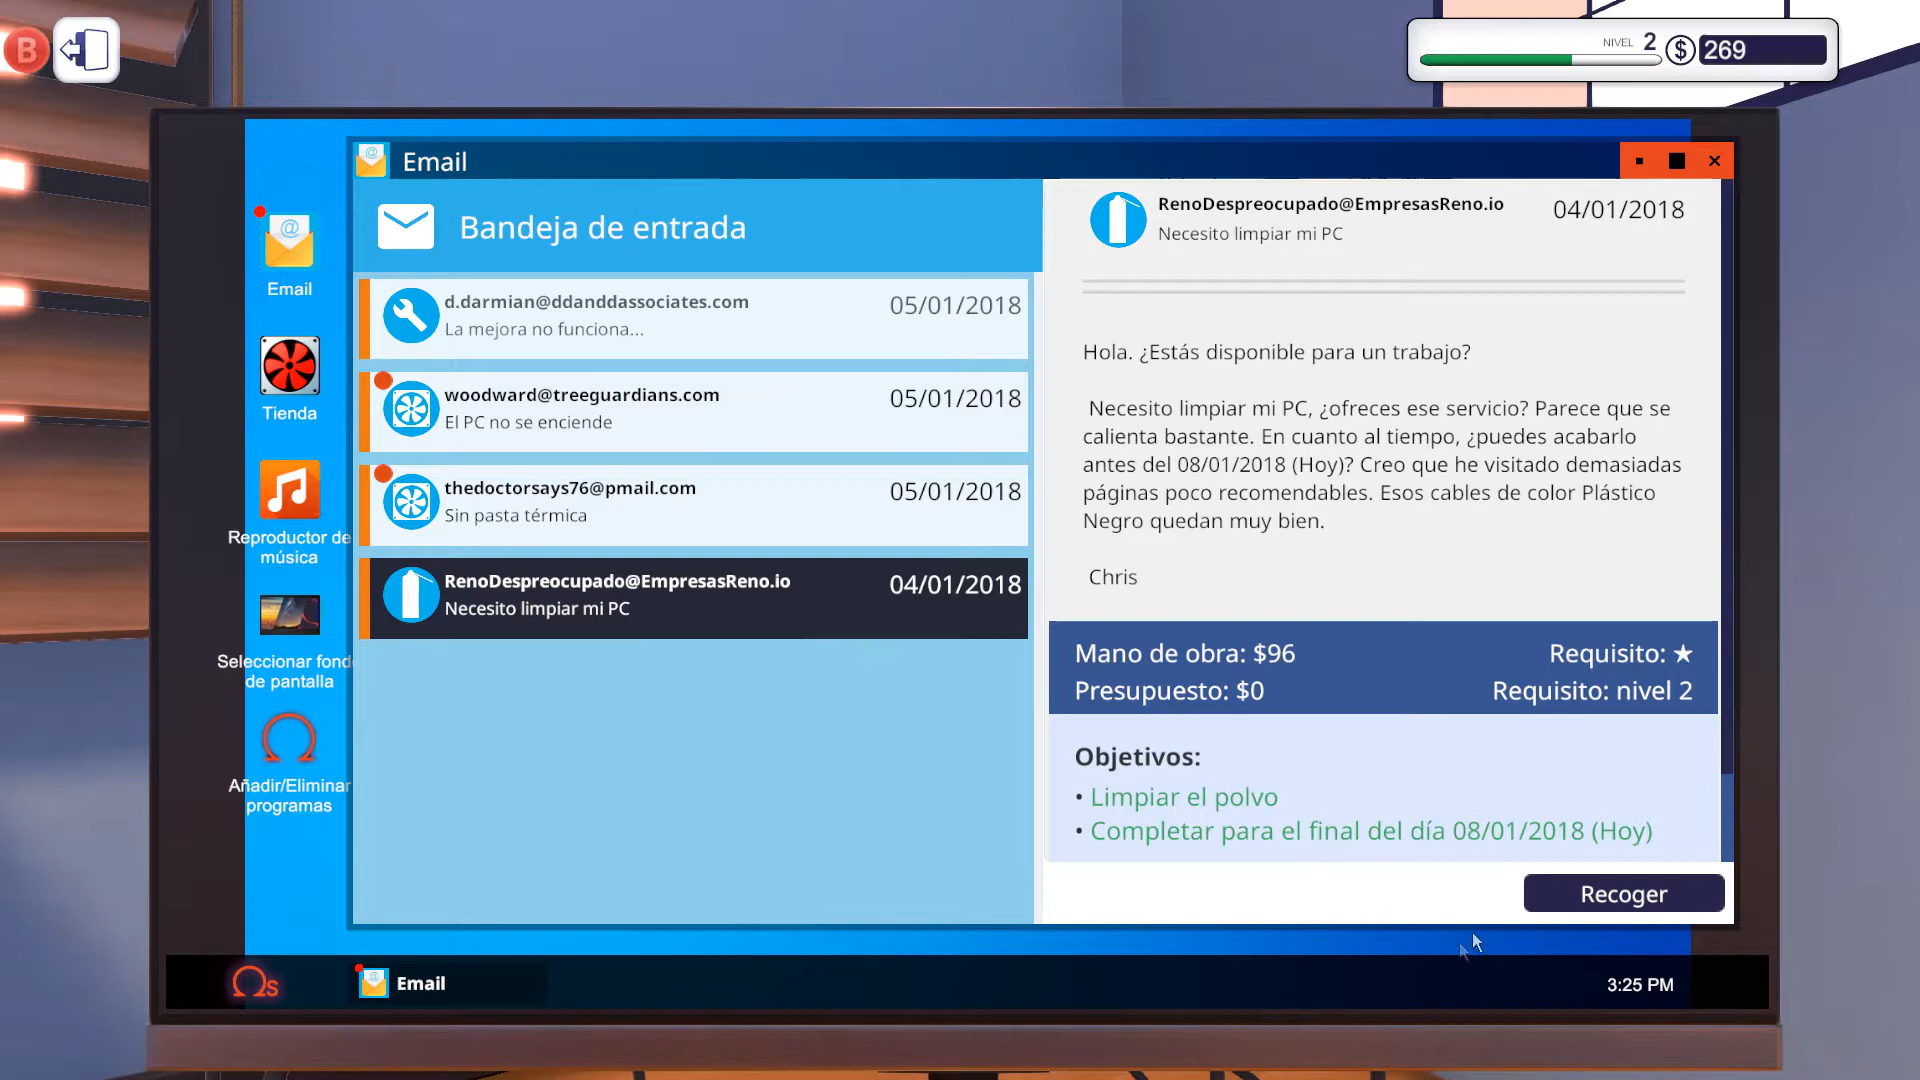 B
NIVEL 2 $ 269
Email
Bandeja de entrada
d.darmian@ddanddassociates.com 05/01/2018
La mejora no funciona...
woodward@treeguardians.com 05/01/2018
El PC no se enciende
thedoctorsays76@pmail.com 05/01/2018
Sin pasta térmica
RenoDespreocupado@EmpresasReno.io 04/01/2018
Necesito limpiar mi PC
Email
Tienda
Reproductor de
música
Seleccionar fond
de pantalla
Añadir/Eliminar
programas
RenoDespreocupado@EmpresasReno.io 04/01/2018
Necesito limpiar mi PC
Hola. ¿Estás disponible para un trabajo?
Necesito limpiar mi PC, ¿ofreces ese servicio? Parece que se
calienta bastante. En cuanto al tiempo, ¿puedes acabarlo
antes del 08/01/2018 (Hoy)? Creo que he visitado demasiadas
páginas poco recomendables. Esos cables de color Plástico
Negro quedan muy bien.
Chris
Mano de obra: $96 Requisito: ★
Presupuesto: $0 Requisito: nivel 2
Objetivos:
• Limpiar el polvo
• Completar para el final del día 08/01/2018 (Hoy)
Recoger
Ωs Email 3:25 PM